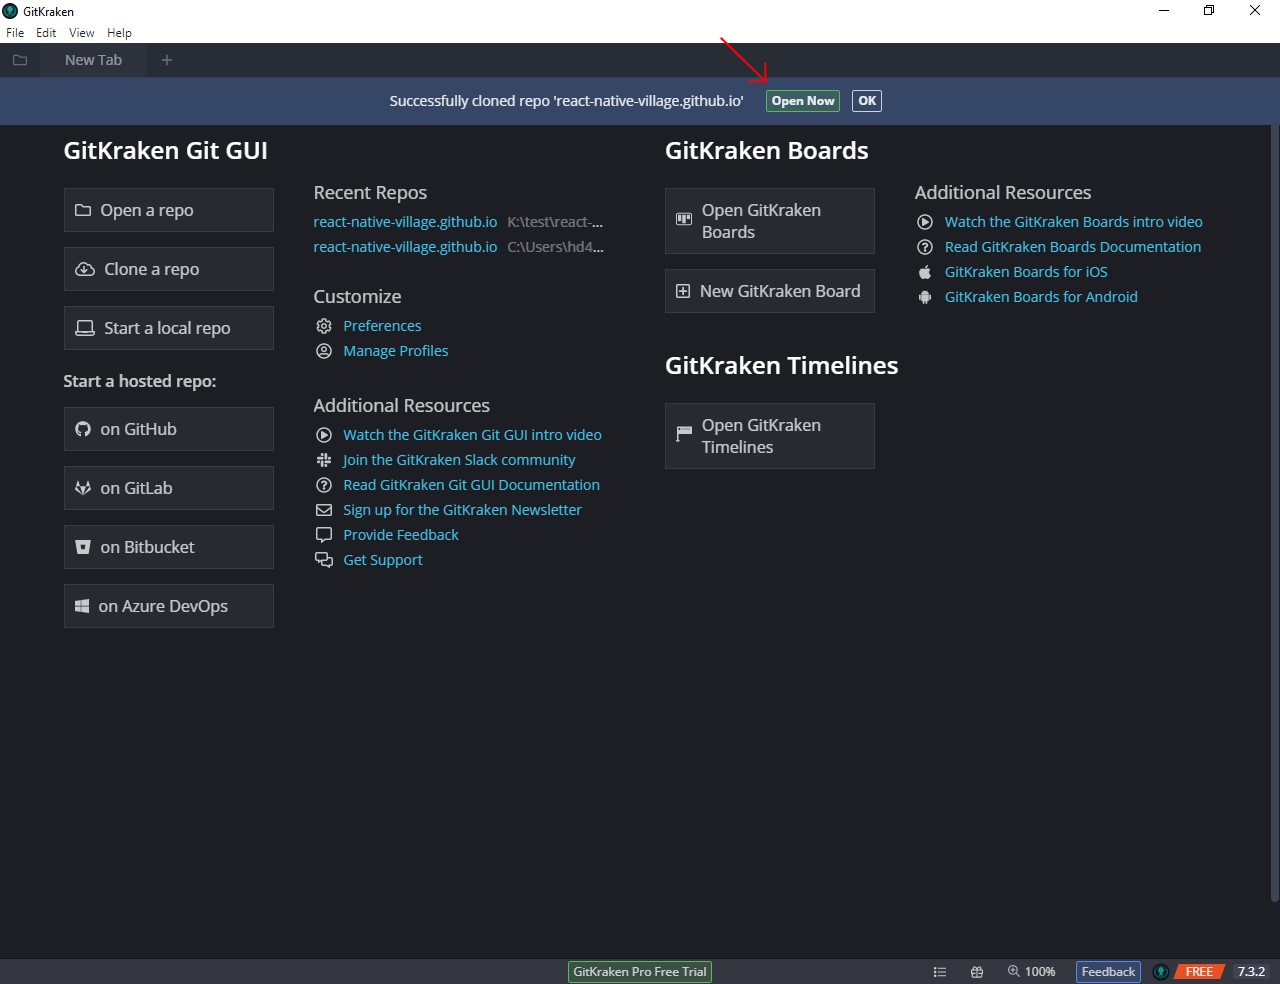 GitKraken
File Edit View Help
New Tab
Successfully cloned repo 'react-native-village.github.io' Open Now OK
GitKraken Git GUI
Open a repo
Clone a repo
Start a local repo
Start a hosted repo:
on GitHub
on GitLab
on Bitbucket
on Azure DevOps
Recent Repos
react-native-village.github.io K:\test\react-...
react-native-village.github.io C:\Users\hd4...
Customize
Preferences
Manage Profiles
Additional Resources
Watch the GitKraken Git GUI intro video
Join the GitKraken Slack community
Read GitKraken Git GUI Documentation
Sign up for the GitKraken Newsletter
Provide Feedback
Get Support
GitKraken Boards
Open GitKraken
Boards
New GitKraken Board
Additional Resources
Watch the GitKraken Boards intro video
Read GitKraken Boards Documentation
GitKraken Boards for iOS
GitKraken Boards for Android
GitKraken Timelines
Open GitKraken
Timelines
GitKraken Pro Free Trial 100% Feedback FREE 7.3.2